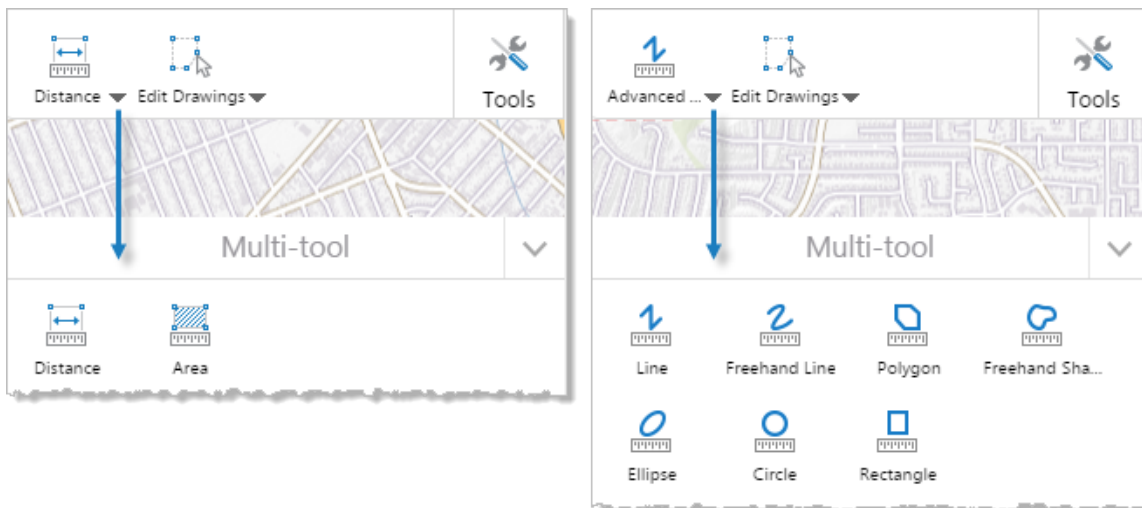 Distance Edit Drawings Tools
Multi-tool
Distance Area
Advanced ... Edit Drawings Tools
Multi-tool
Line Freehand Line Polygon Freehand Sha...
Ellipse Circle Rectangle